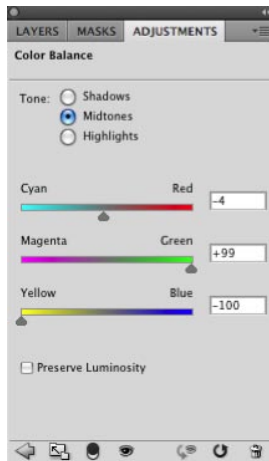 LAYERS MASKS ADJUSTMENTS
Color Balance
Tone: Shadows
Midtones
Highlights
Cyan Red -4
Magenta Green +99
Yellow Blue -100
Preserve Luminosity